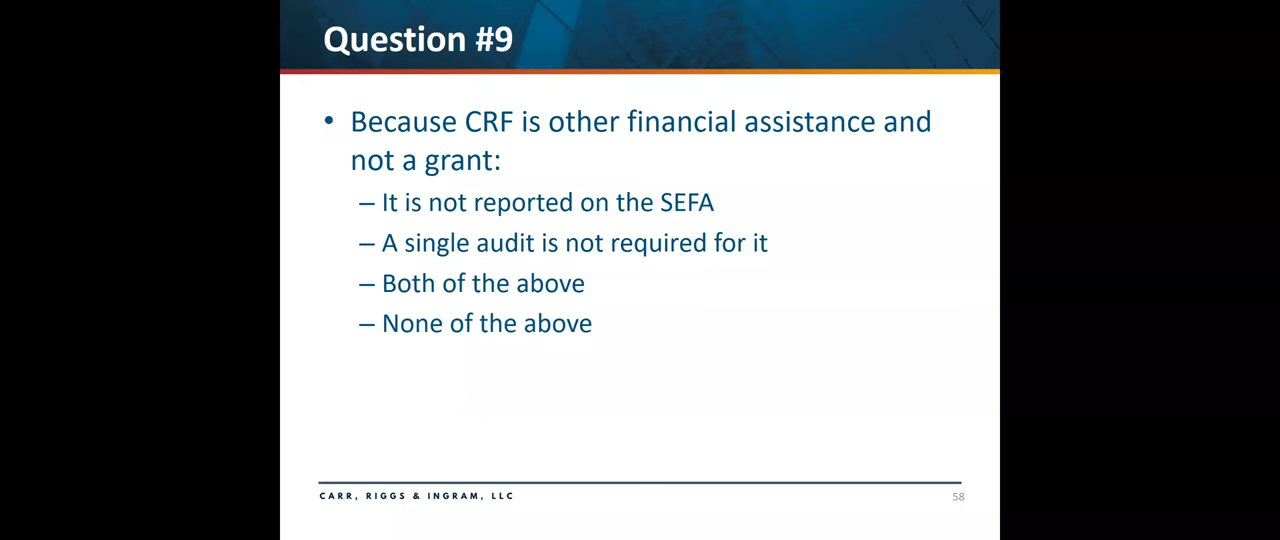 Question #9
• Because CRF is other financial assistance and
not a grant:
– It is not reported on the SEFA
– A single audit is not required for it
– Both of the above
– None of the above
CARR, RIGGS & INGRAM, LLC
58